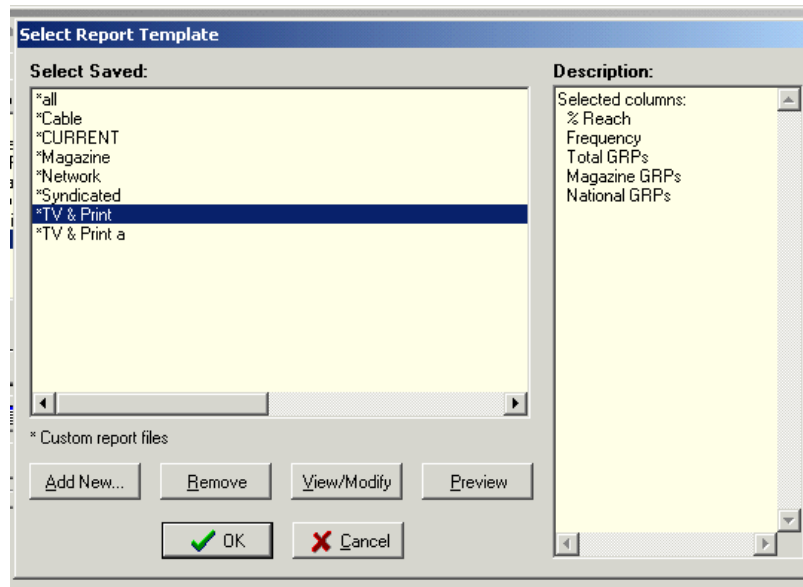 Select Report Template
Select Saved:
*all
*Cable
*CURRENT
*Magazine
*Network
*Syndicated
*TV & Print
*TV & Print a
* Custom report files
Add New...
Remove
View/Modify
Preview
OK
Cancel
Description:
Selected columns:
% Reach
Frequency
Total GRPs
Magazine GRPs
National GRPs